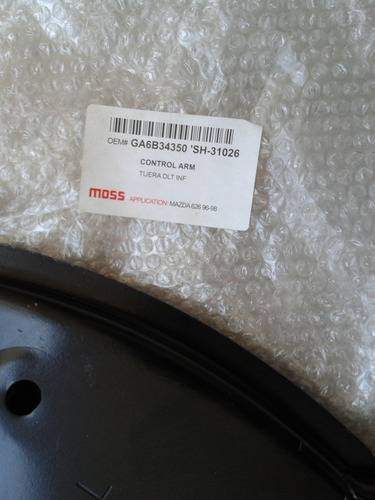 OEM# GA6B34350 'SH-31026
CONTROL ARM
TIJERA DLT INF
moss APPLICATION: MAZDA 626 96-98